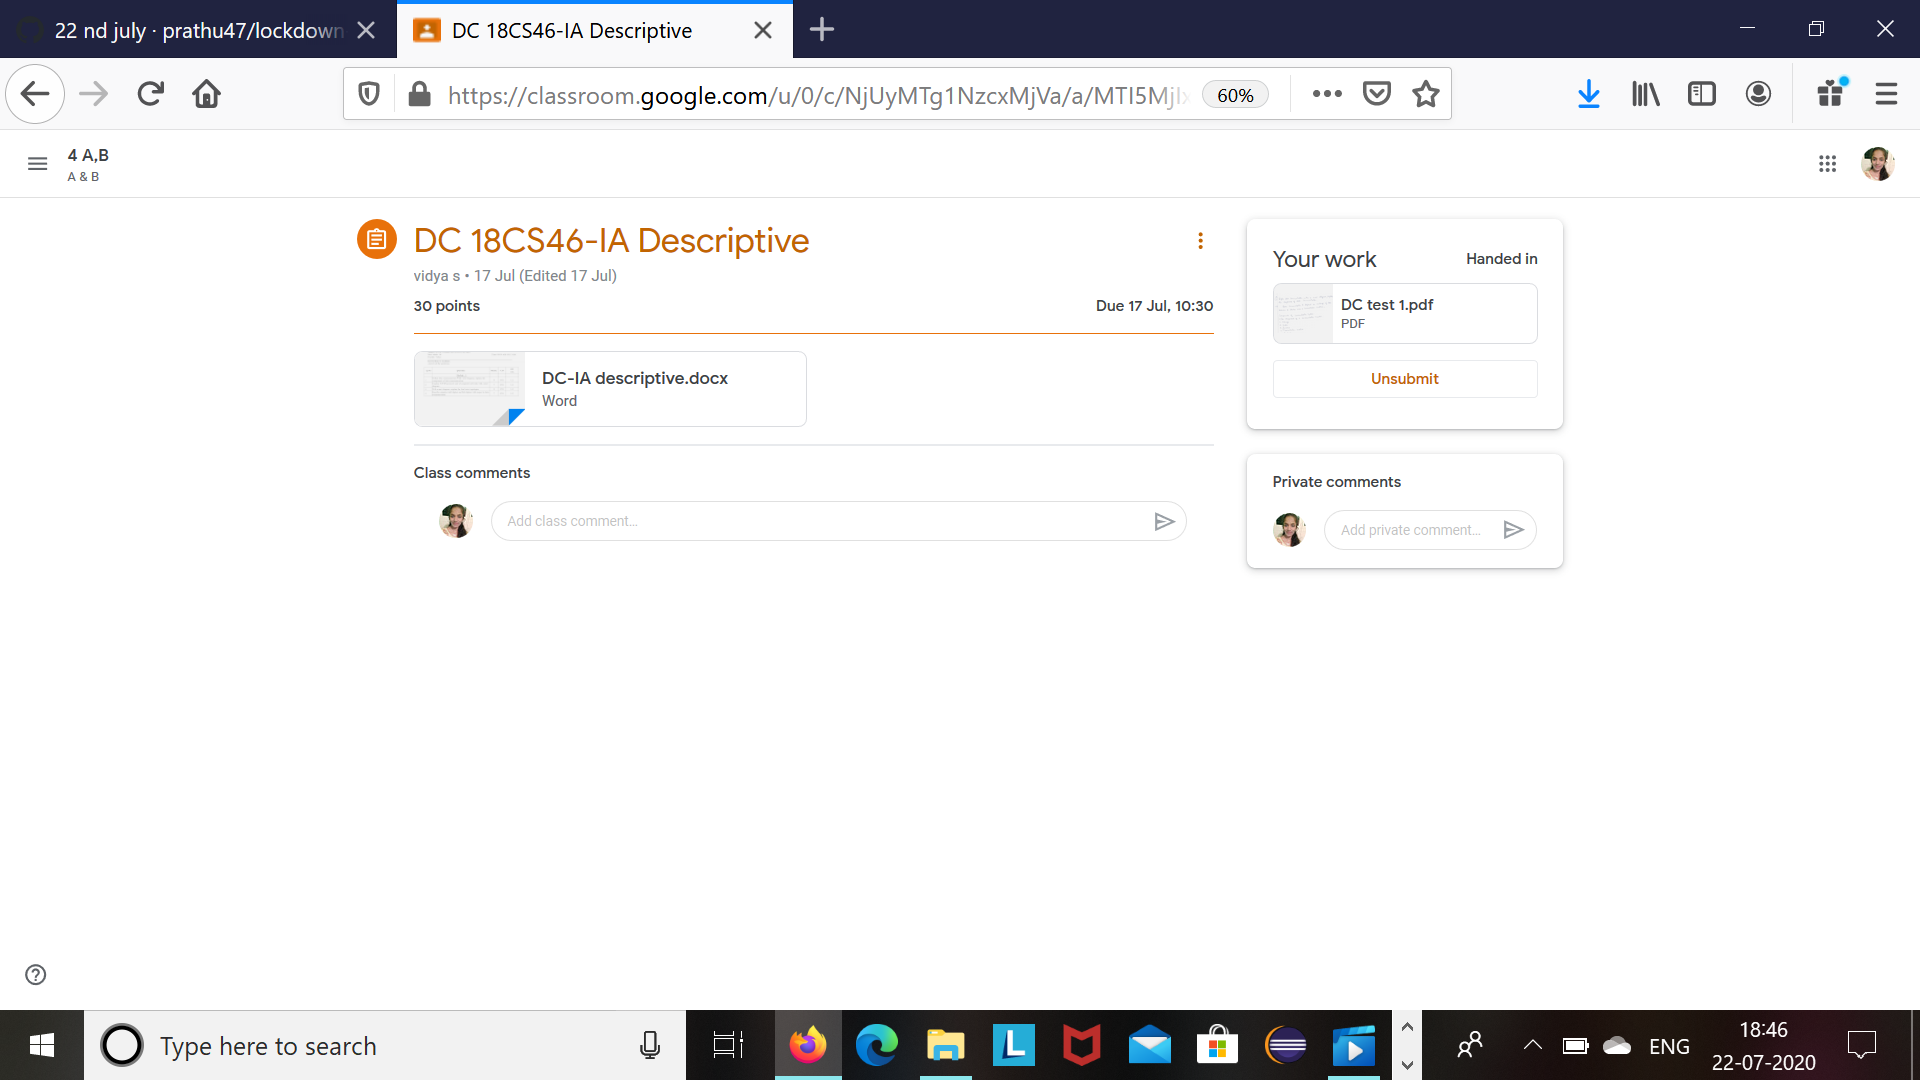 22 nd july · prathu47/lockdown
DC 18CS46-IA Descriptive
https://classroom.google.com/u/0/c/NjUyMTg1NzcxMjVa/a/MTI5Mjl
60%
4 A,B
A & B
DC 18CS46-IA Descriptive
vidya s • 17 Jul (Edited 17 Jul)
30 points
Due 17 Jul, 10:30
DC-IA descriptive.docx
Word
Class comments
Add class comment...
Your work
Handed in
DC test 1.pdf
PDF
Unsubmit
Private comments
Add private comment...
Type here to search
L
ENG
18:46
22-07-2020